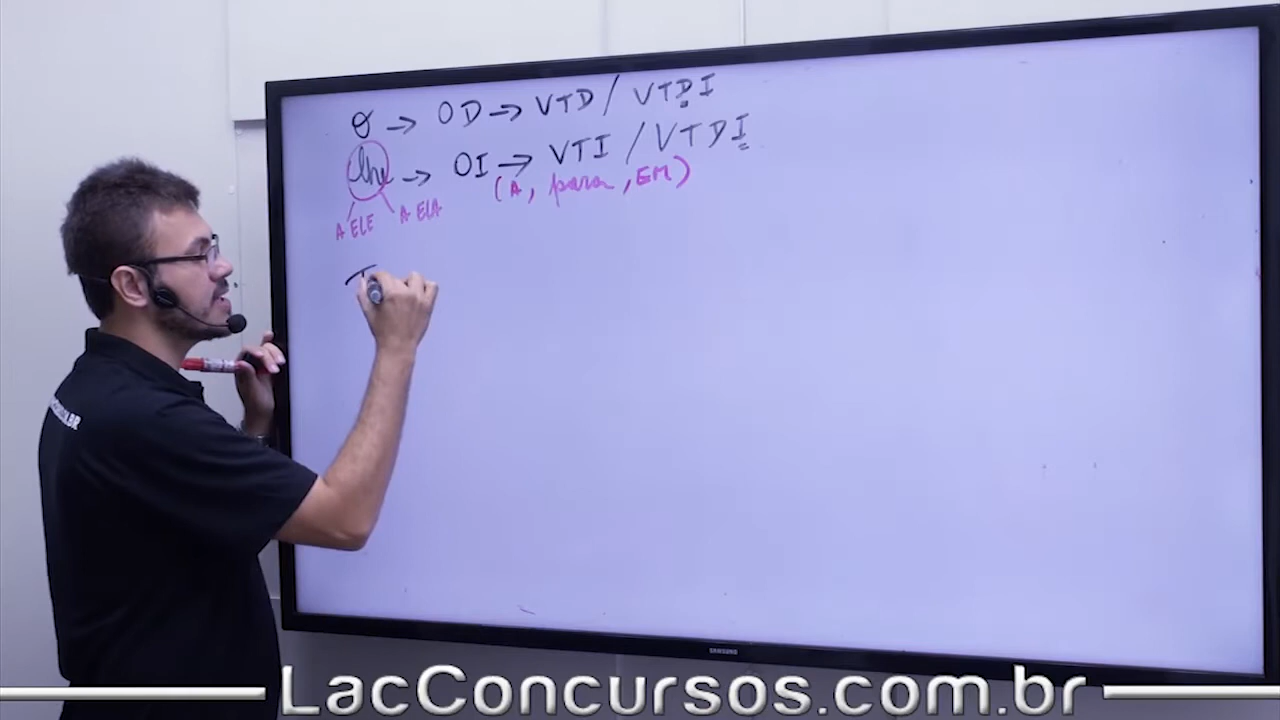 O → OD → VTD / VTDI
lhe → OI → VTI / VTDI
(A, para, EM)
A ELE A ELA
SAMSUNG
LacConcursos.com.br